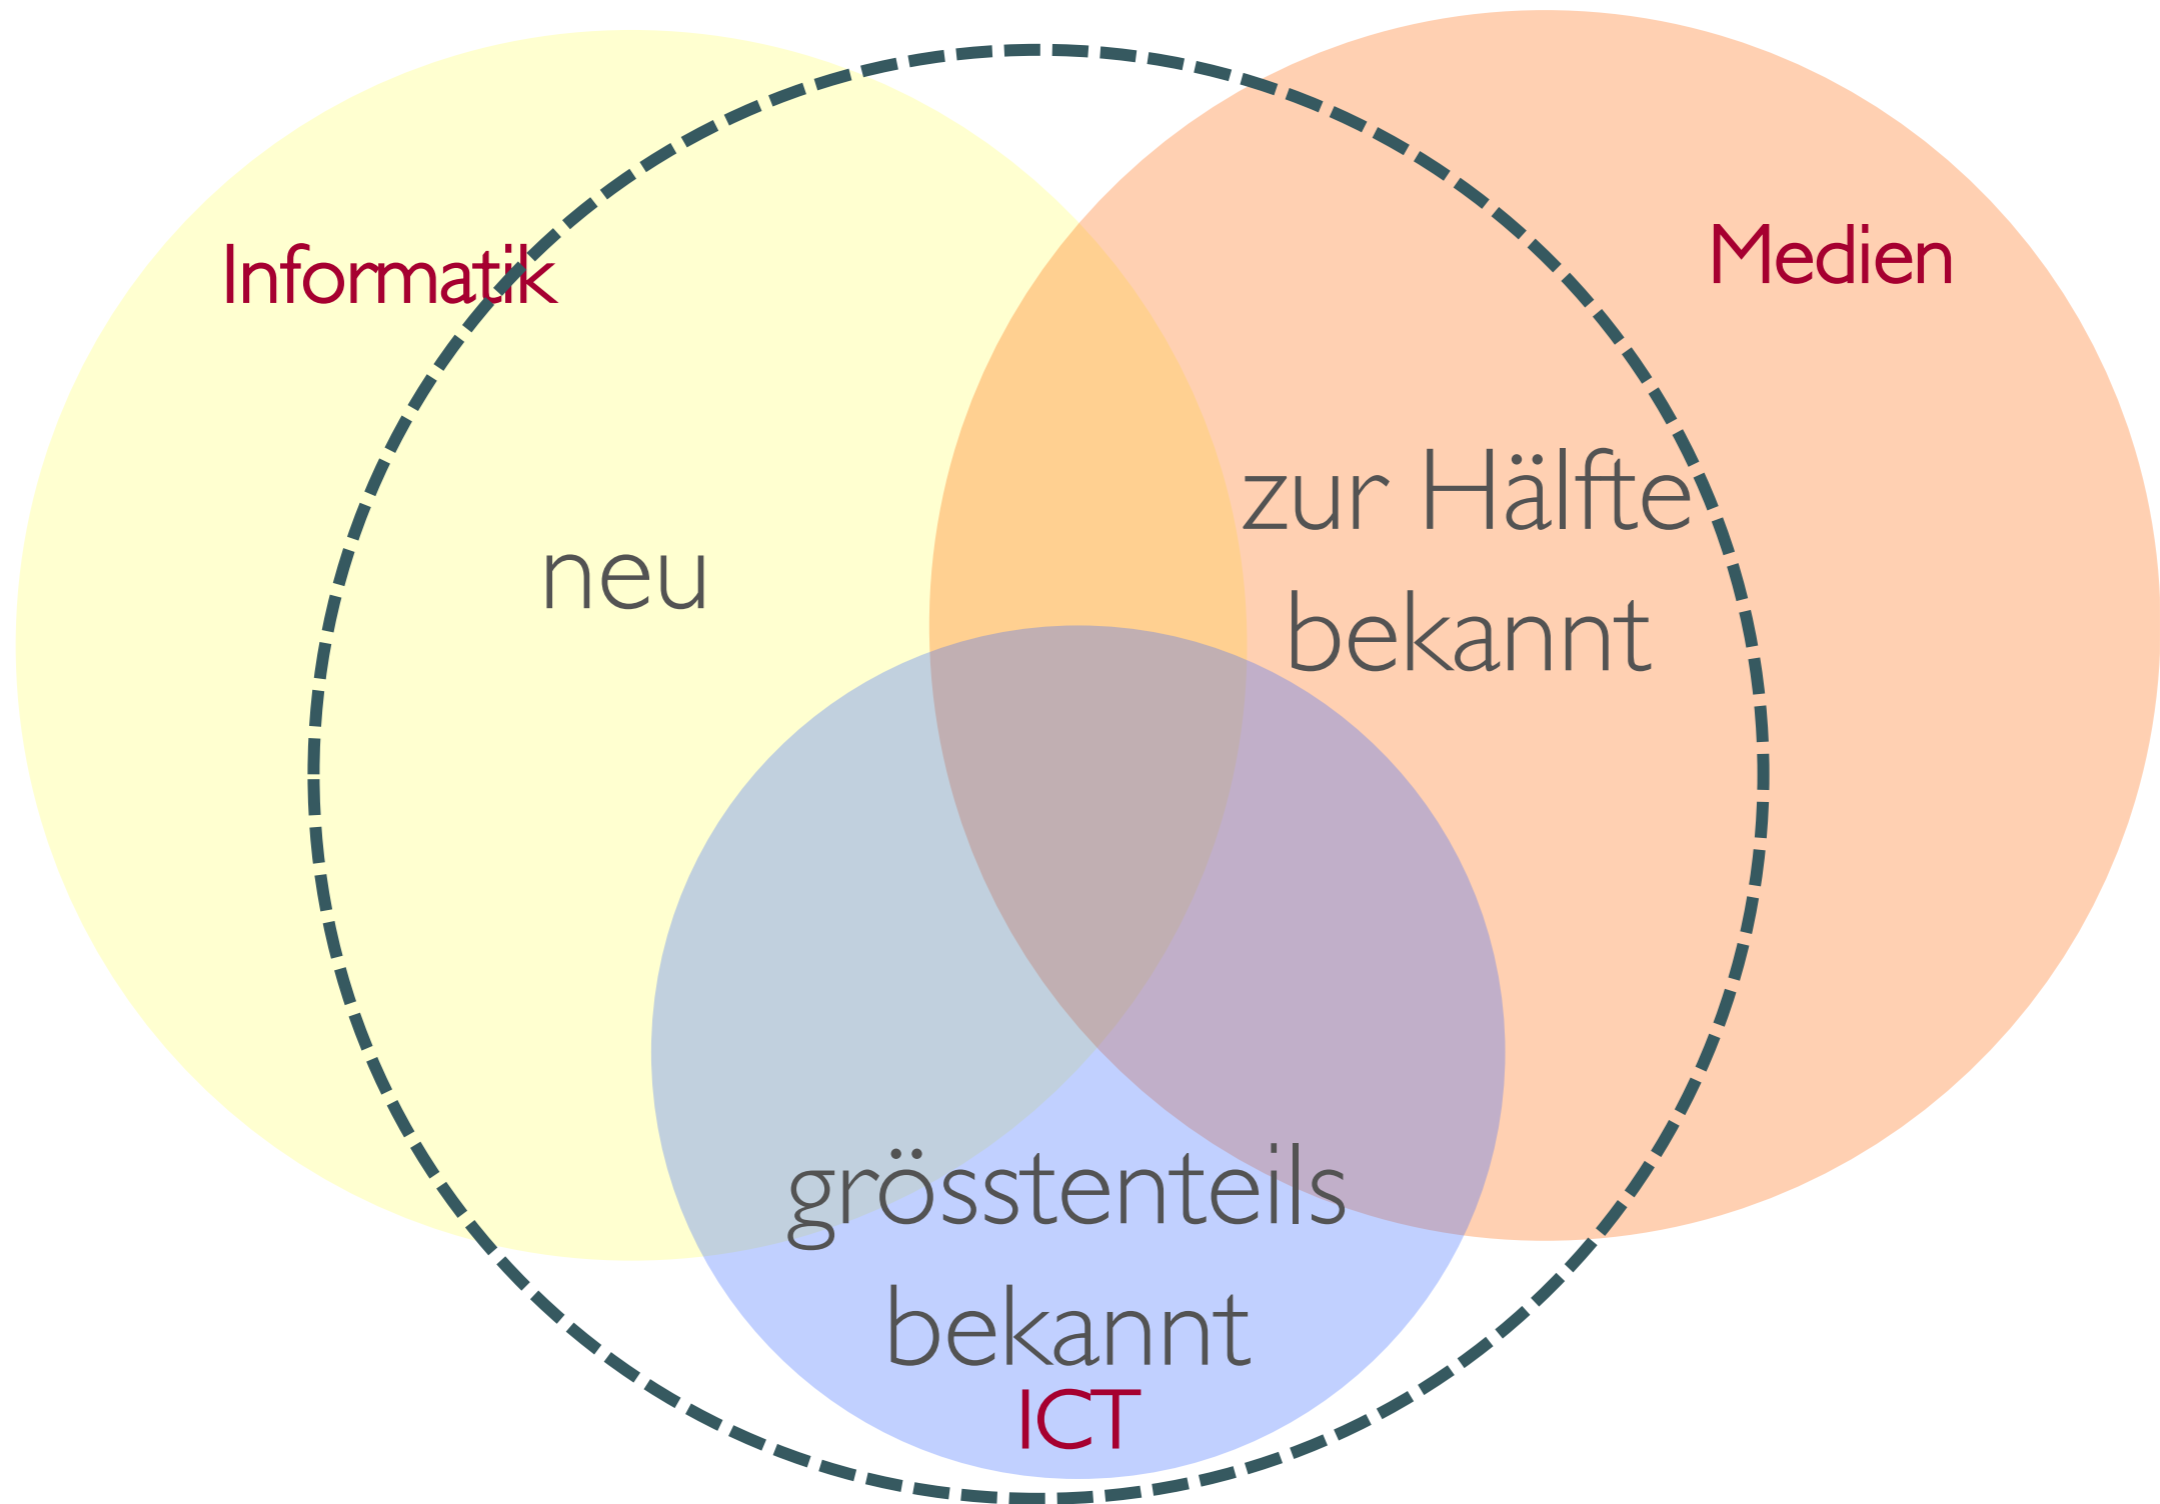 Informatik
Medien
neu
zur Hälfte
bekannt
grösstenteils
bekannt
ICT